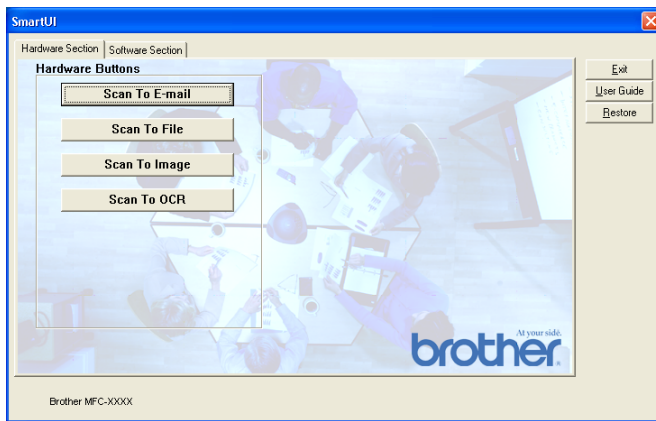 SmartUI
Hardware Section
Software Section
Hardware Buttons
Scan To E-mail
Scan To File
Scan To Image
Scan To OCR
Exit
User Guide
Restore
At your side.
brother
Brother MFC-XXXX